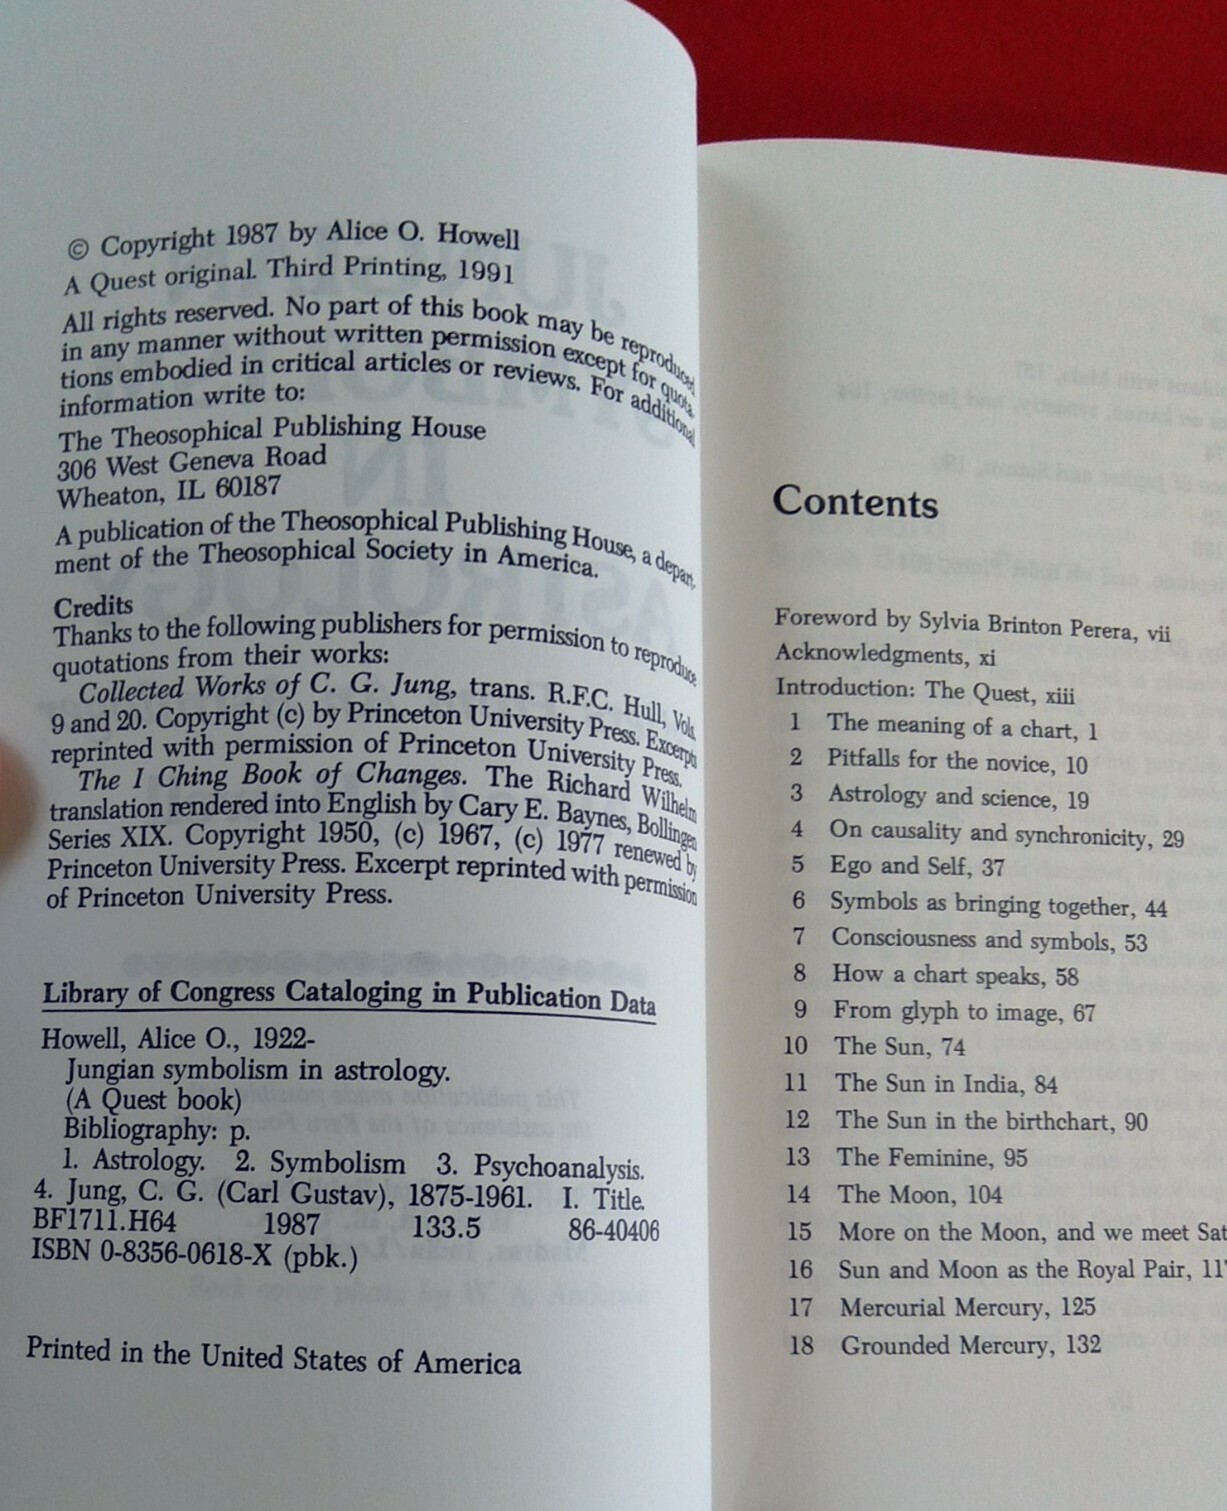 © Copyright 1987 by Alice O. Howell
A Quest original. Third Printing, 1991
All rights reserved. No part of this book may be reproduced
in any manner without written permission except for quota-
tions embodied in critical articles or reviews. For additional
information write to:
The Theosophical Publishing House
306 West Geneva Road
Wheaton, IL 60187
A publication of the Theosophical Publishing House, a depart-
ment of the Theosophical Society in America.
Credits
Thanks to the following publishers for permission to reproduce
quotations from their works:
Collected Works of C. G. Jung, trans. R.F.C. Hull, Vols.
9 and 20. Copyright (c) by Princeton University Press. Excerpts
reprinted with permission of Princeton University Press.
The I Ching Book of Changes. The Richard Wilhelm
translation rendered into English by Cary E. Baynes, Bollingen
Series XIX. Copyright 1950, (c) 1967, (c) 1977 renewed by
Princeton University Press. Excerpt reprinted with permission
of Princeton University Press.
Library of Congress Cataloging in Publication Data
Howell, Alice O., 1922-
Jungian symbolism in astrology.
(A Quest book)
Bibliography: p.
1. Astrology. 2. Symbolism 3. Psychoanalysis.
4. Jung, C. G. (Carl Gustav), 1875-1961. I. Title.
BF1711.H64 1987 133.5 86-40406
ISBN 0-8356-0618-X (pbk.)
Printed in the United States of America
Contents
Foreword by Sylvia Brinton Perera, vii
Acknowledgments, xi
Introduction: The Quest, xiii
1 The meaning of a chart, 1
2 Pitfalls for the novice, 10
3 Astrology and science, 19
4 On causality and synchronicity, 29
5 Ego and Self, 37
6 Symbols as bringing together, 44
7 Consciousness and symbols, 53
8 How a chart speaks, 58
9 From glyph to image, 67
10 The Sun, 74
11 The Sun in India, 84
12 The Sun in the birthchart, 90
13 The Feminine, 95
14 The Moon, 104
15 More on the Moon, and we meet Sat
16 Sun and Moon as the Royal Pair, 11
17 Mercurial Mercury, 125
18 Grounded Mercury, 132